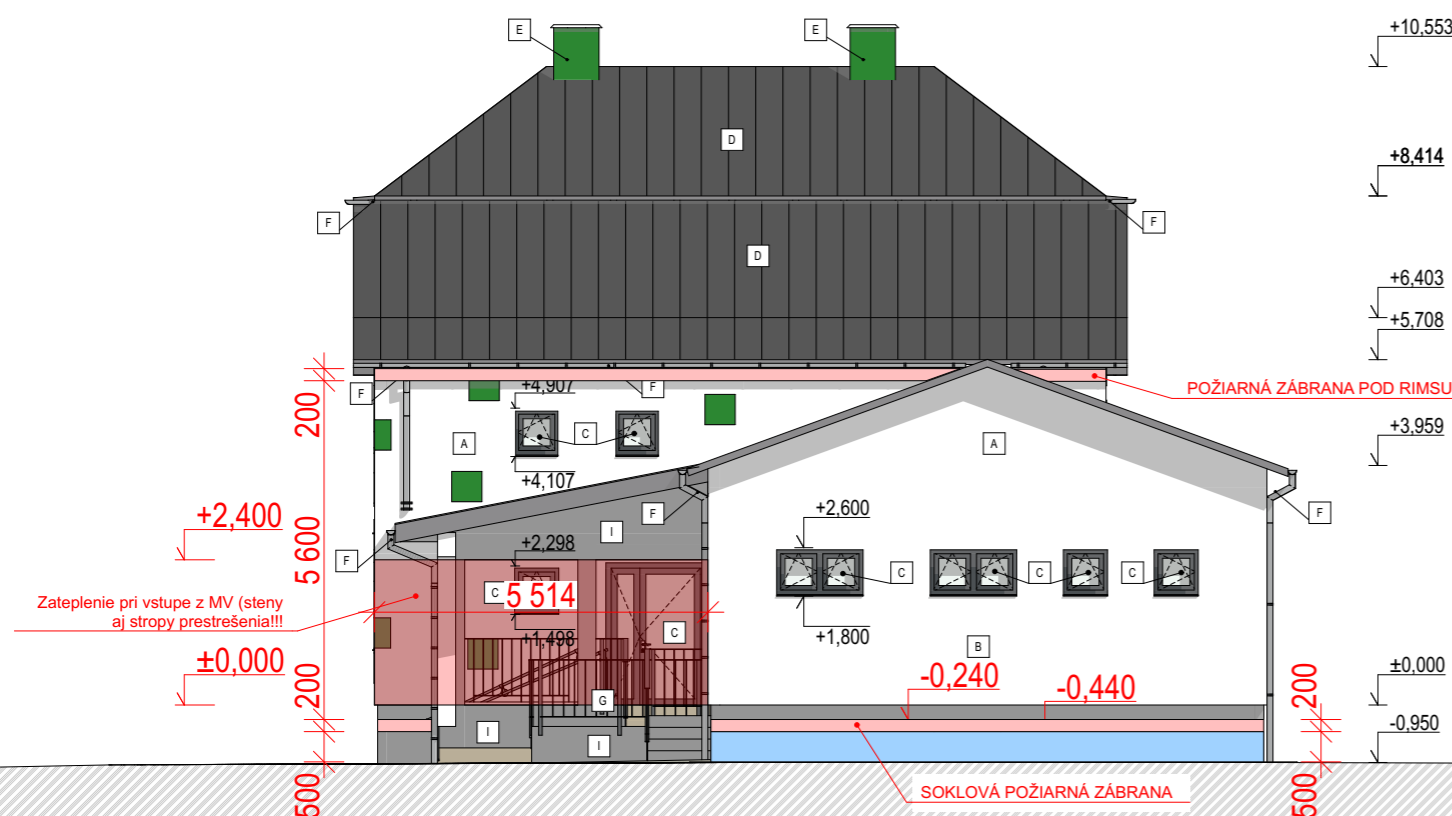 E
E
+10,553
D
+8,414
F
F
D
+6,403
+5,708
POŽIARNÁ ZÁBRANA POD RIMSU
F
+4,907
F
200
A
C
A
+3,959
+4,107
+2,400
+2,600
F
F
I
F
+2,298
5 600
C
C
C
C
5 514
Zateplenie pri vstupe z MV (steny
aj stropy prestrešenia!!!
+1,498
+1,800
C
B
±0,000
±0,000
200
-0,240
-0,440
200
G
I
I
-0,950
500
SOKLOVÁ POŽIARNÁ ZÁBRANA
500